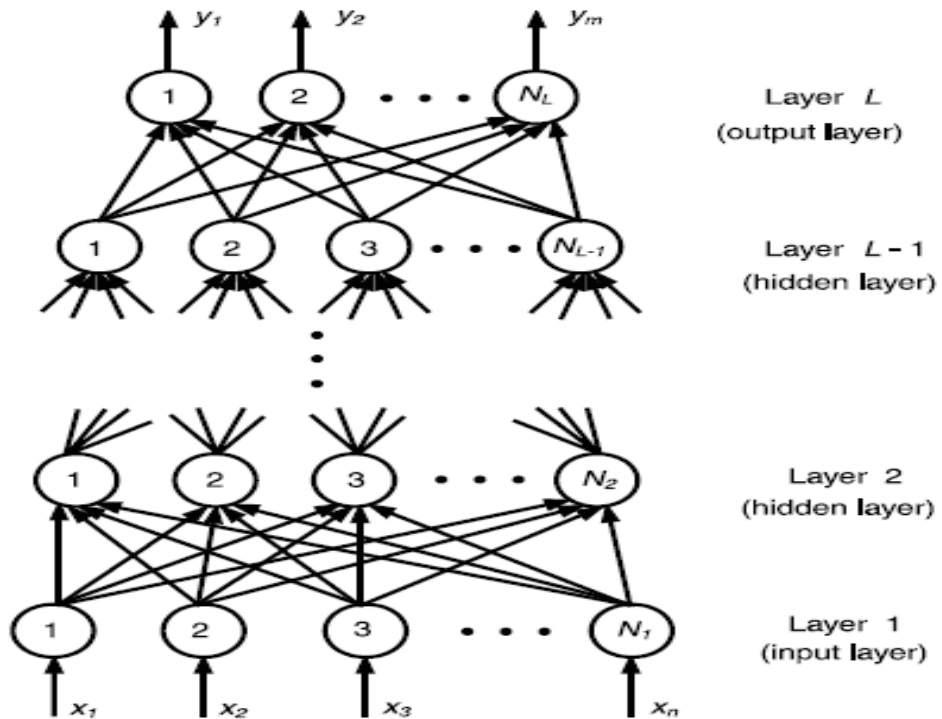 y1 y2 ym
1 2 NL Layer L
(output layer)
1 2 3 NL-1 Layer L-1
(hidden layer)
1 2 3 N2 Layer 2
(hidden layer)
1 2 3 N1 Layer 1
(input layer)
x1 x2 x3 xn